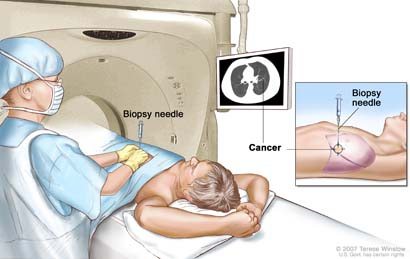 Biopsy needle
Cancer
Biopsy
needle
© 2007 Terese Winslow
U.S. Govt. has certain rights